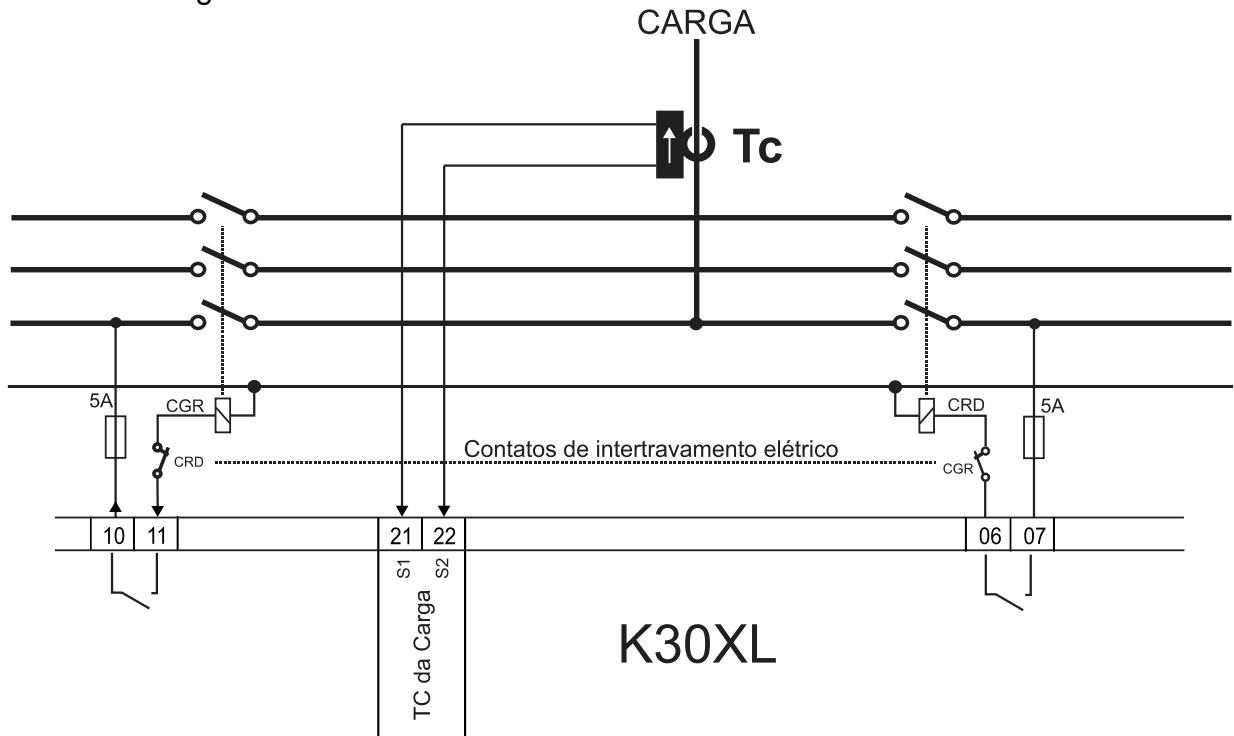 g
CARGA
Tc
5A
CGR
CRD
Contatos de intertravamento elétrico
CRD
CGR
5A
10
11
21
22
06
07
S1
S2
TC da Carga
K30XL